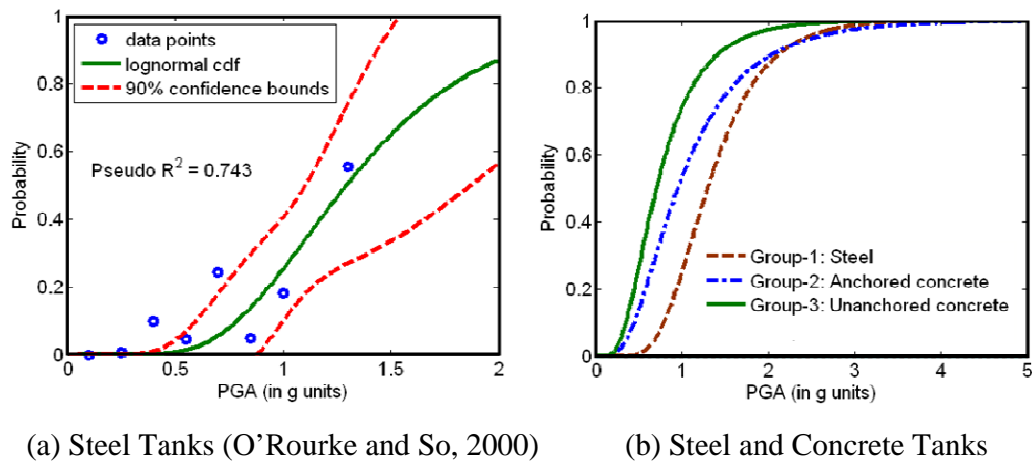 1
0.8
0.6
0.4
0.2
0
Probability
data points
lognormal cdf
90% confidence bounds
Pseudo R² = 0.743
0 0.5 1 1.5 2
PGA (in g units)
(a) Steel Tanks (O’Rourke and So, 2000)
1
0.8
0.6
0.4
0.2
0
Probability
Group-1: Steel
Group-2: Anchored concrete
Group-3: Unanchored concrete
0 1 2 3 4 5
PGA (in g units)
(b) Steel and Concrete Tanks